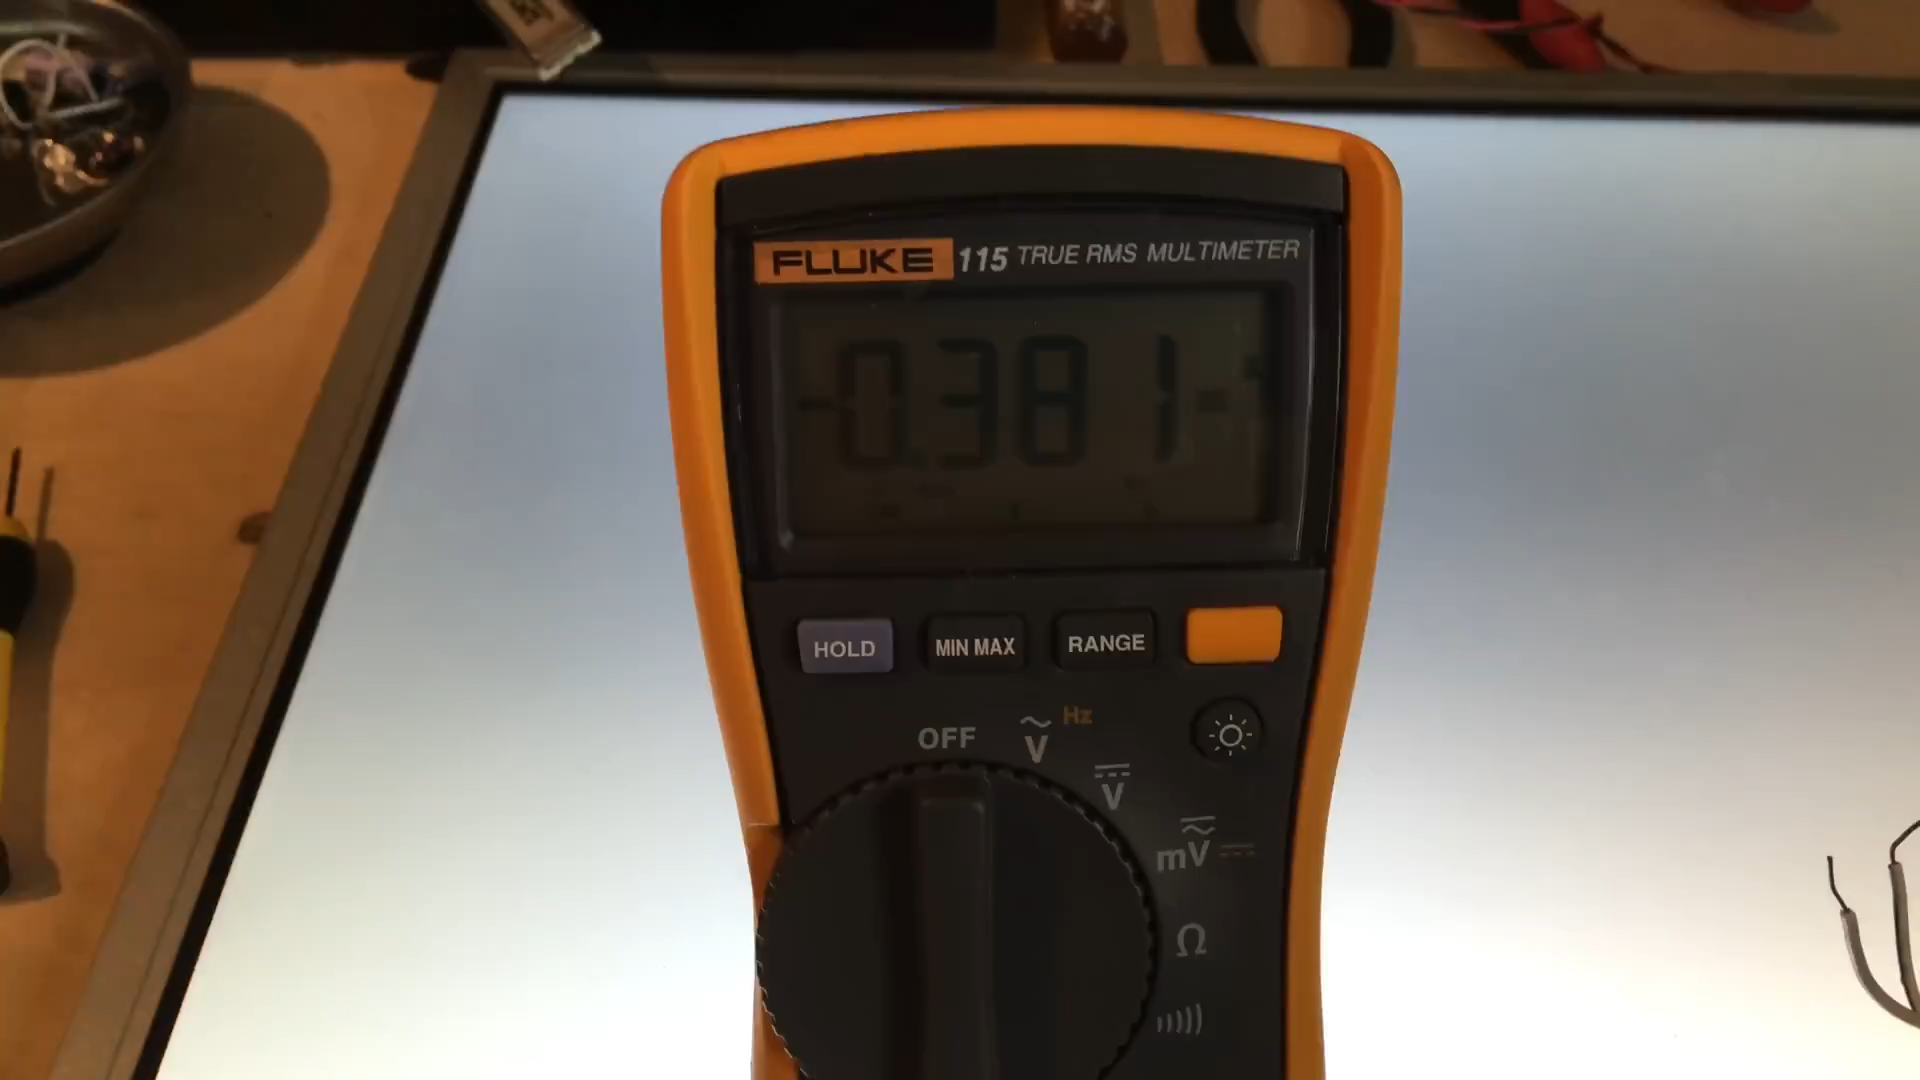 FLUKE 115 TRUE RMS MULTIMETER
-0.381
HOLD MIN MAX RANGE
OFF
V Hz
V
mV
Ω